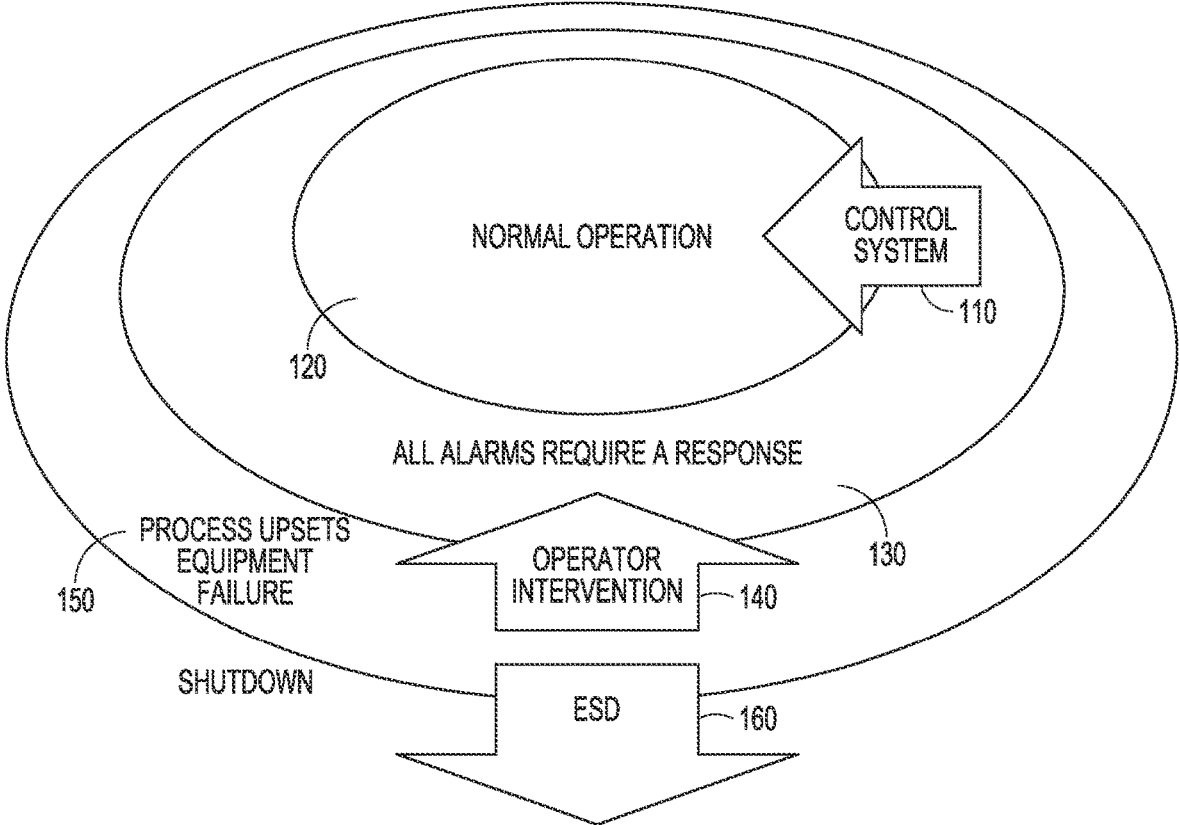 NORMAL OPERATION
CONTROL
SYSTEM
110
120
ALL ALARMS REQUIRE A RESPONSE
130
PROCESS UPSETS
EQUIPMENT
FAILURE
150
OPERATOR
INTERVENTION
140
SHUTDOWN
ESD
160